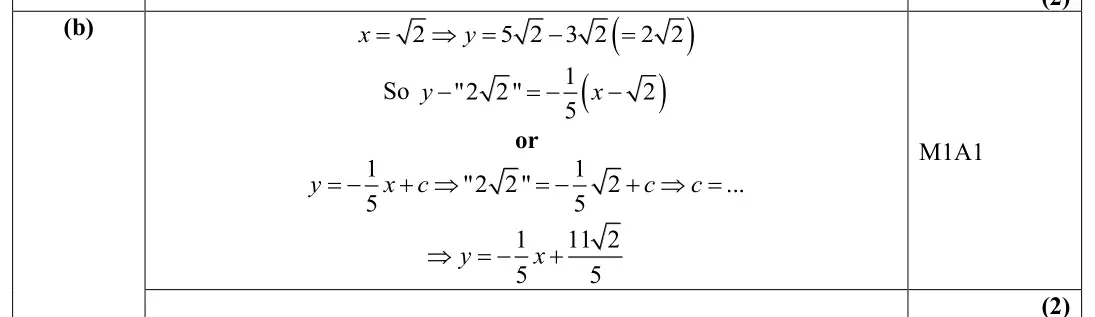 (2)
(b)
x = √2 ⇒ y = 5√2 − 3√2 (= 2√2)
So y − "2√2" = −1/5 (x − √2)
or
y = −1/5 x + c ⇒ "2√2" = −1/5 √2 + c ⇒ c = ...
⇒ y = −1/5 x + 11√2/5
M1A1
(2)